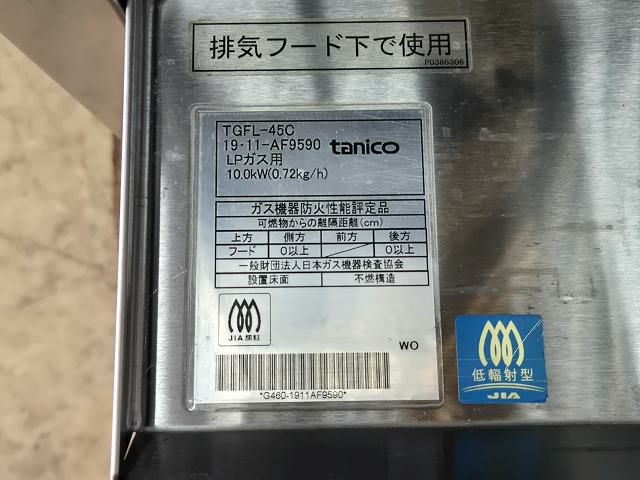 排気フード下で使用
P0385306
TGFL-45C
19・11-AF9590 tanico
LPガス用
10.0kW(0.72kg/h)
ガス機器防火性能評定品
可燃物からの離隔距離(cm)
上方 側方 前方 後方
フード 0以上 0以上
一般財団法人日本ガス機器検査協会
設置床面 不燃構造
JIA認証
WO
*G460-1911AF9590*
低輻射型
JIA